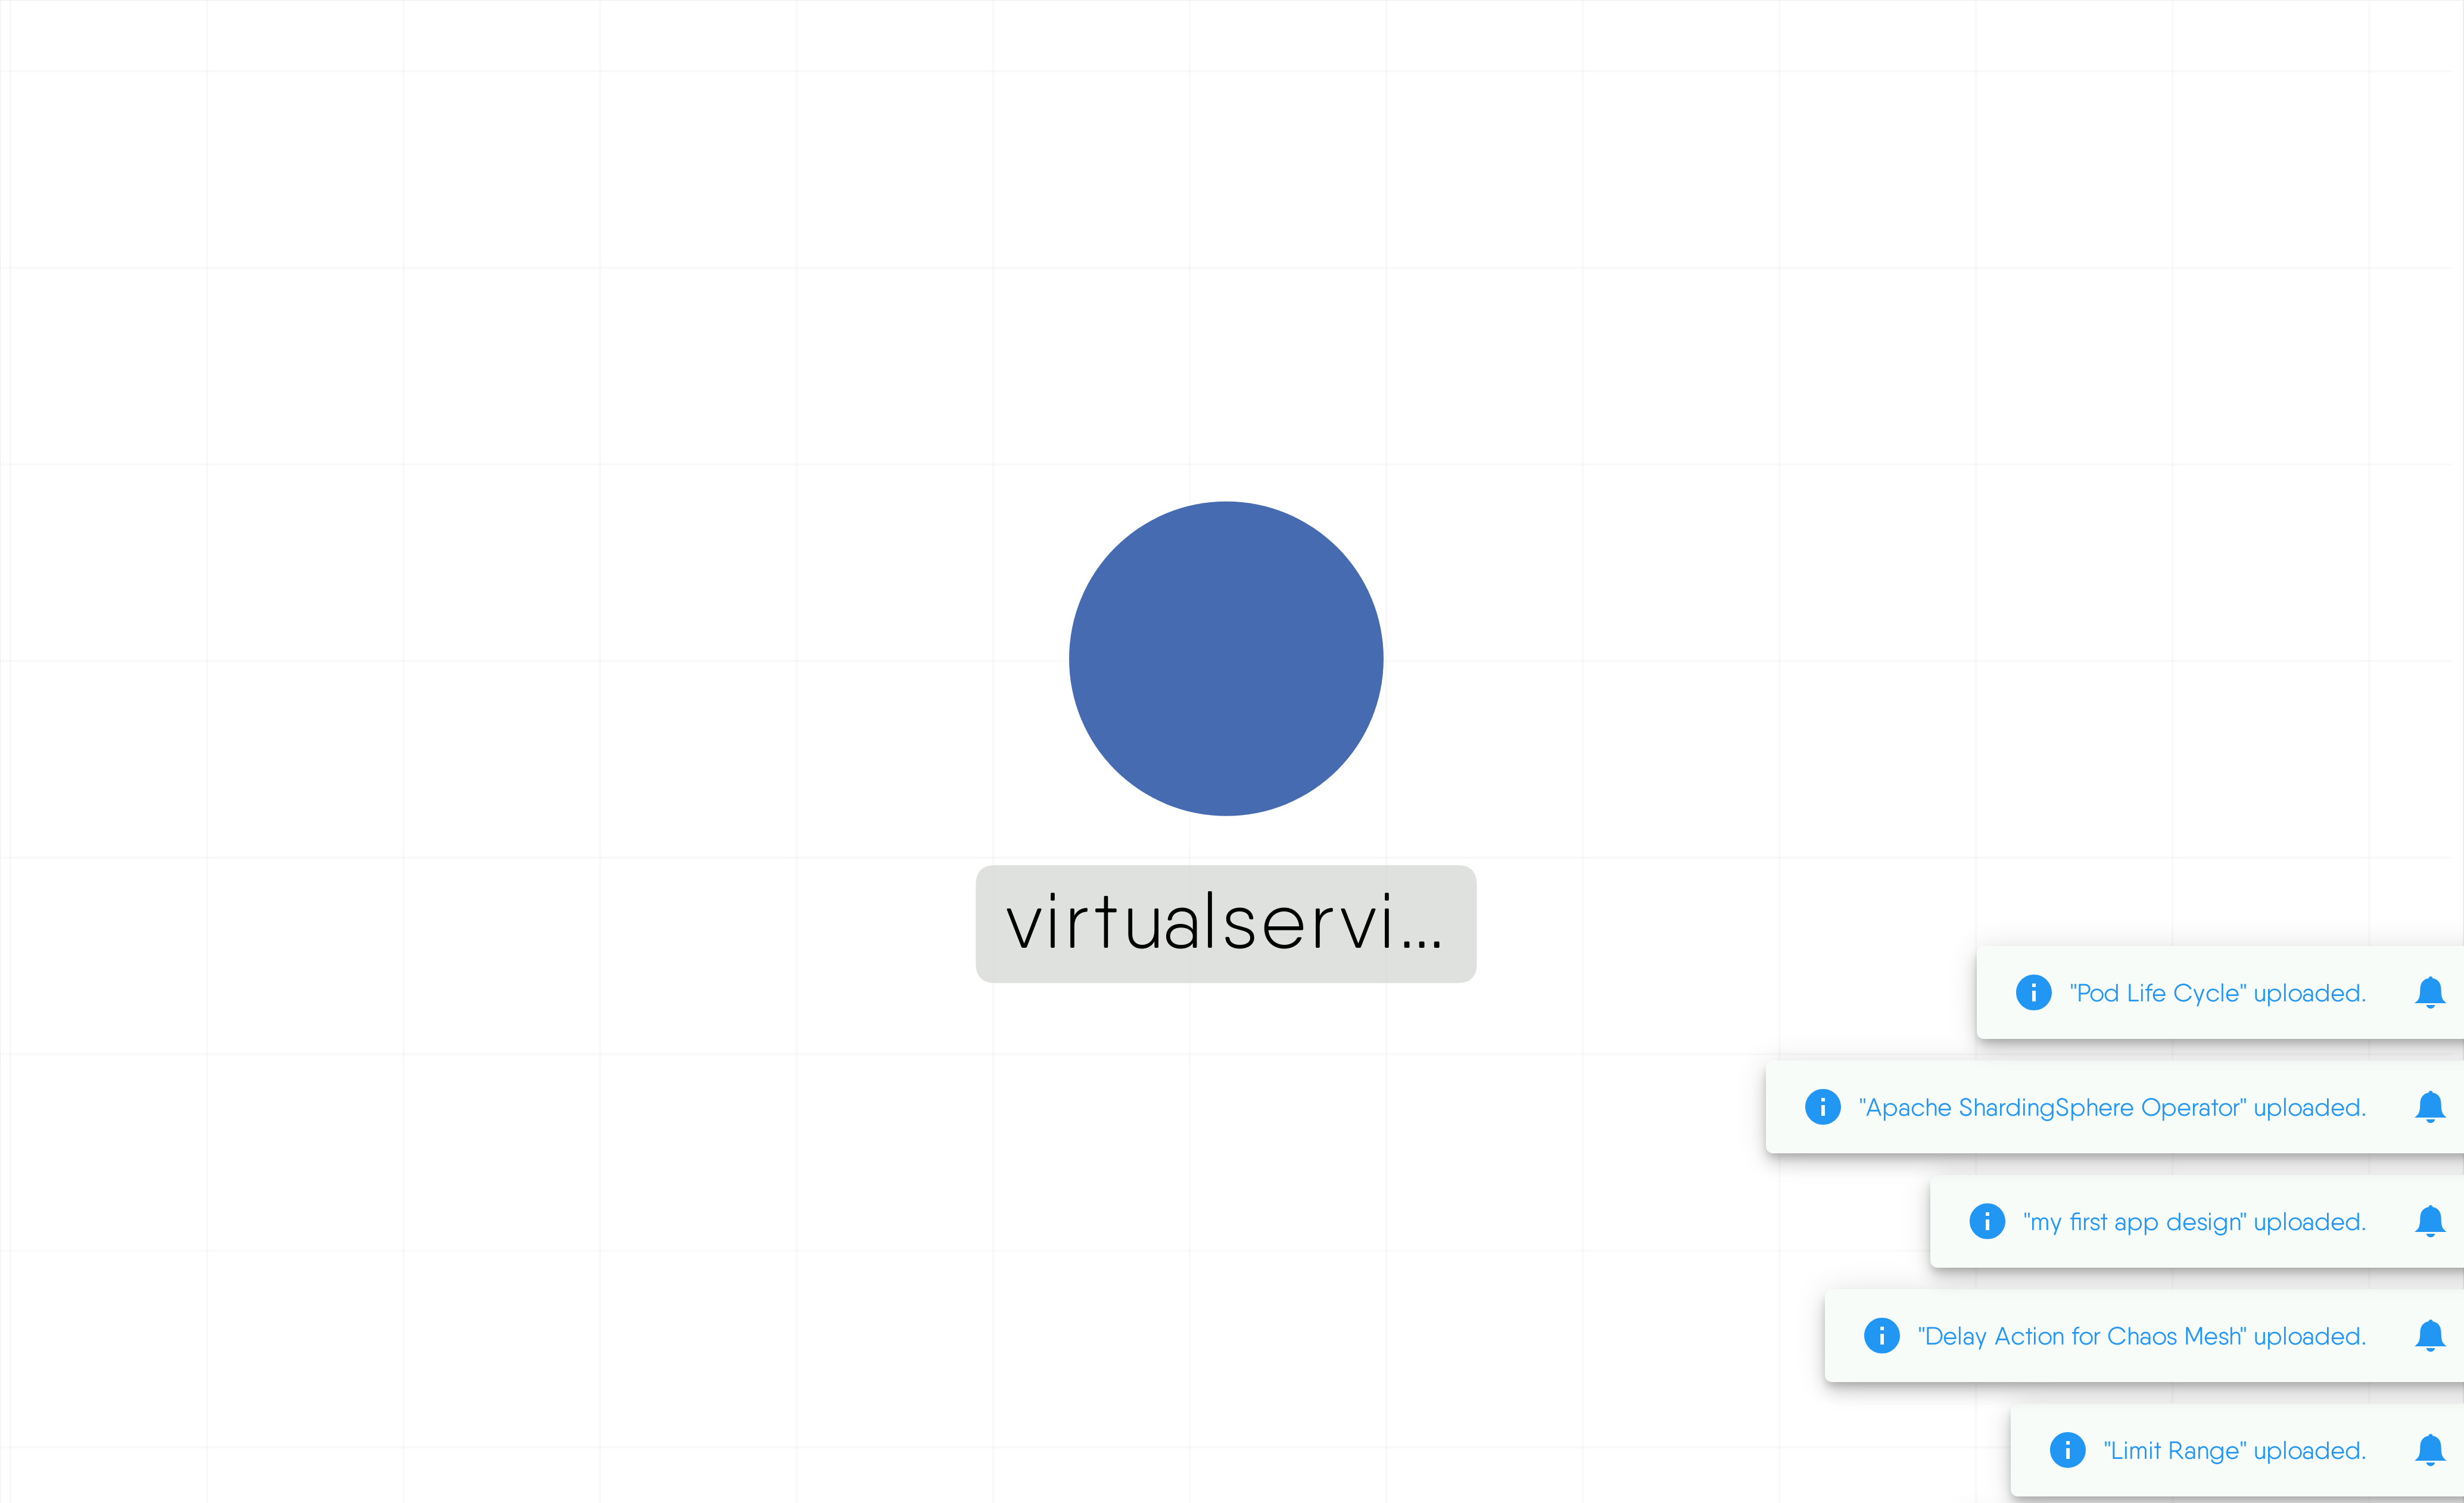 virtualservi...
"Pod Life Cycle" uploaded.
"Apache ShardingSphere Operator" uploaded.
"my first app design" uploaded.
"Delay Action for Chaos Mesh" uploaded.
"Limit Range" uploaded.